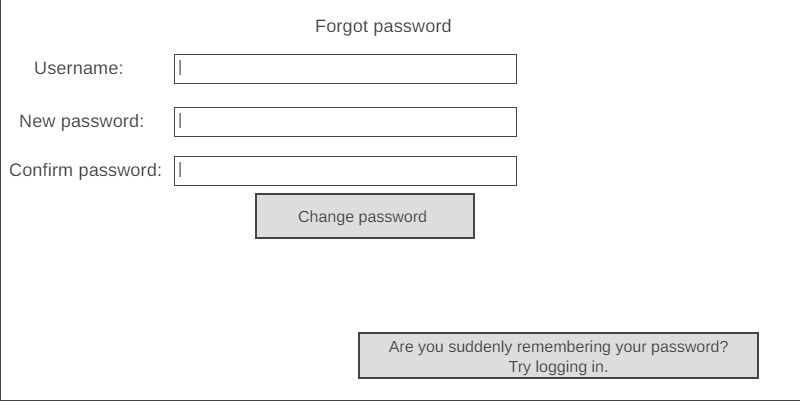 Forgot password
Username:
New password:
Confirm password:
Change password
Are you suddenly remembering your password?
Try logging in.